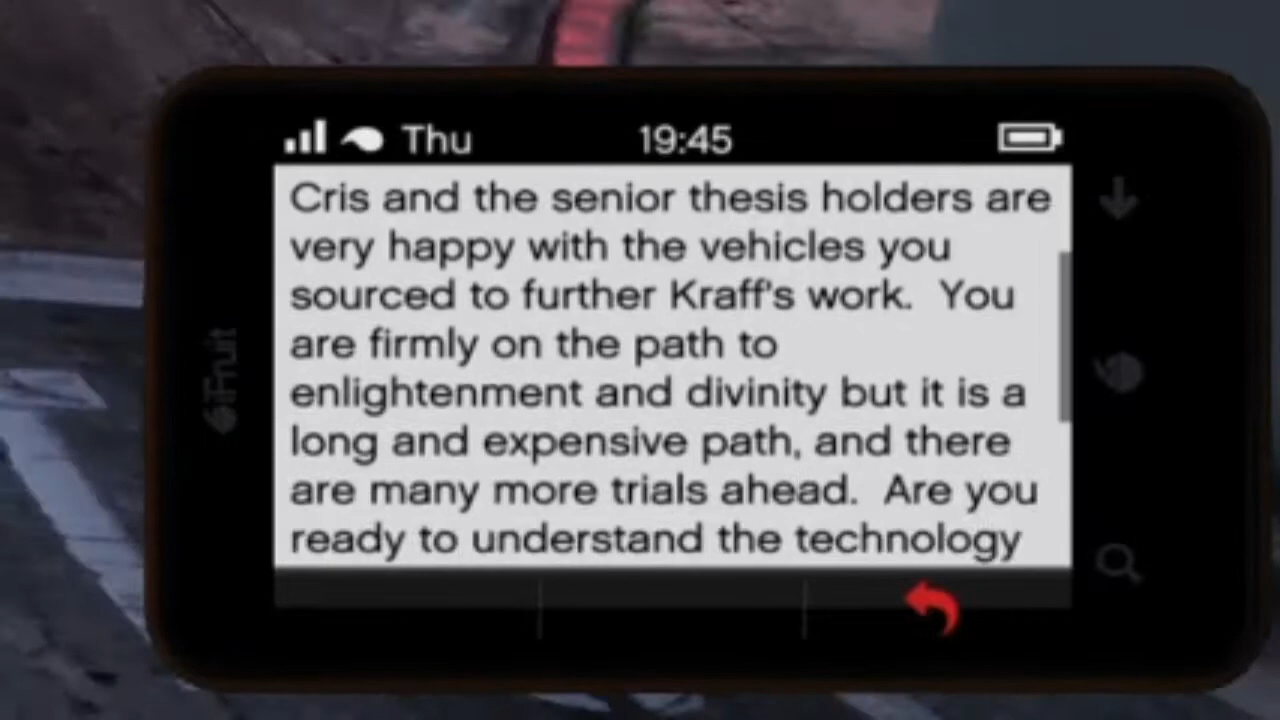 Thu 19:45
Cris and the senior thesis holders are
very happy with the vehicles you
sourced to further Kraff's work. You
are firmly on the path to
enlightenment and divinity but it is a
long and expensive path, and there
are many more trials ahead. Are you
ready to understand the technology
iFruit